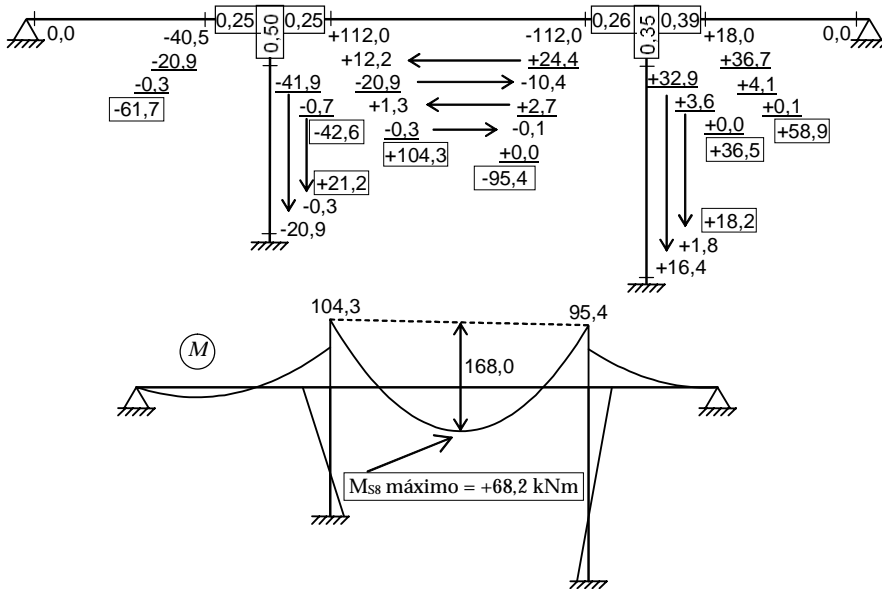 0,25 0,25 0,26 0,39
0,50 0,35
0,0 -40,5 +112,0 -112,0 +18,0 0,0
-20,9 +12,2 +24,4 +36,7
-0,3 -41,9 -20,9 -10,4 +32,9 +4,1
-61,7 -0,7 +1,3 +2,7 +3,6 +0,1
-42,6 -0,3 -0,1 +0,0 +58,9
+104,3 +0,0 +36,5
+21,2 -95,4
-0,3 +18,2
-20,9 +1,8
+16,4
104,3 95,4
M
168,0
MS8 máximo = +68,2 kNm